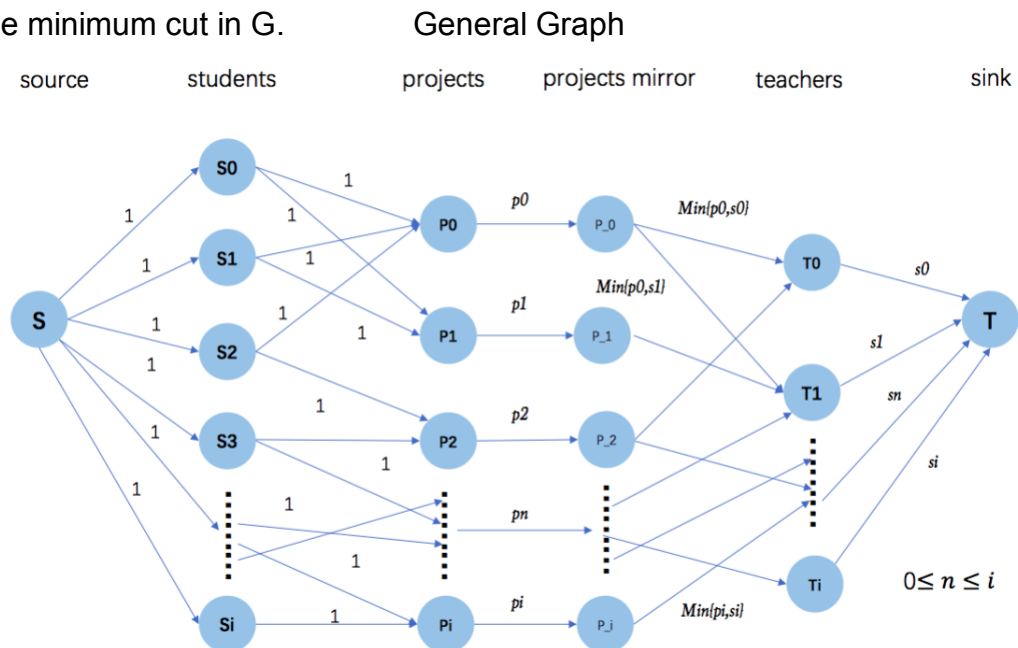 e minimum cut in G. General Graph
source students projects projects mirror teachers sink
S0
1
p0
Min{p0,s0}
1
1
P0
P_0
T0
s0
S1
1
1
Min{p0,s1}
S
1
p1
T
1
1
P1
P_1
s1
S2
1
T1
sn
1
p2
S3
P2
P_2
1
1
si
1
1
pn
1
Ti
0≤ n ≤ i
pi
Min{pi,si}
Si
1
Pi
P_i